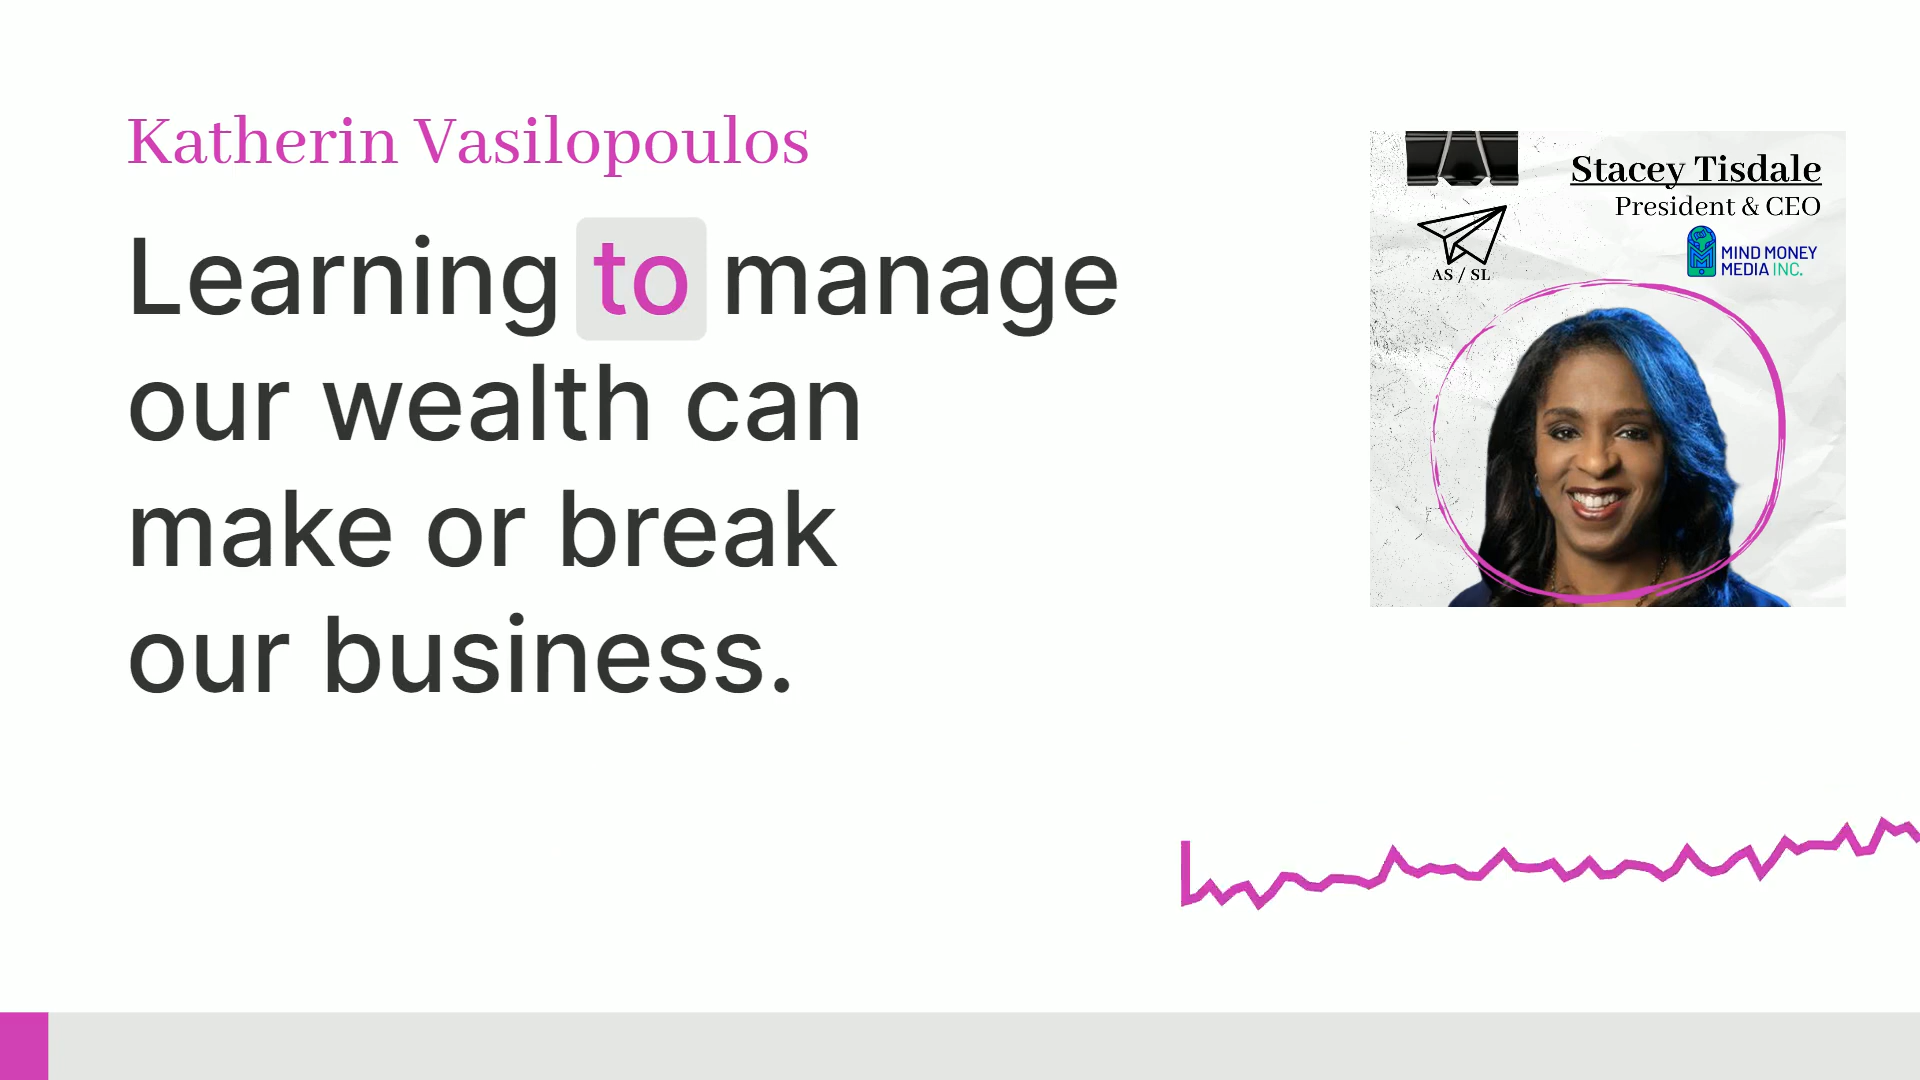 Katherin Vasilopoulos
Learning to manage
our wealth can
make or break
our business.
Stacey Tisdale
President & CEO
MIND MONEY
MEDIA INC.
AS / SL